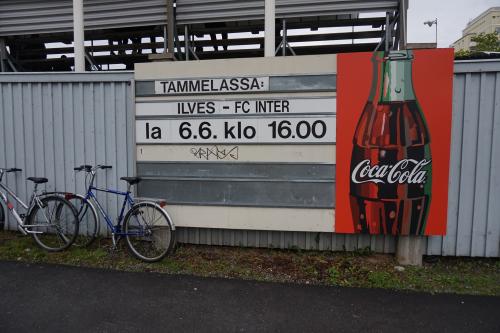 TAMMELASSA:
ILVES - FC INTER
la 6.6. klo 16.00
Coca-Cola